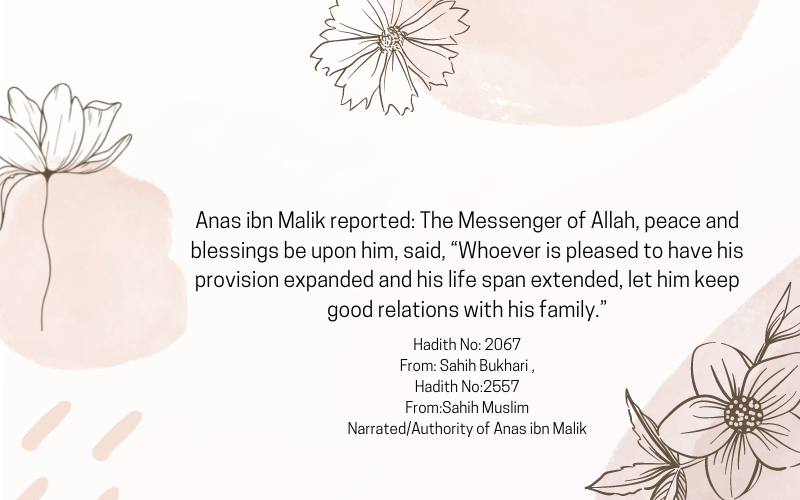 Anas ibn Malik reported: The Messenger of Allah, peace and
blessings be upon him, said, “Whoever is pleased to have his
provision expanded and his life span extended, let him keep
good relations with his family.”
Hadith No: 2067
From: Sahih Bukhari ,
Hadith No:2557
From:Sahih Muslim
Narrated/Authority of Anas ibn Malik